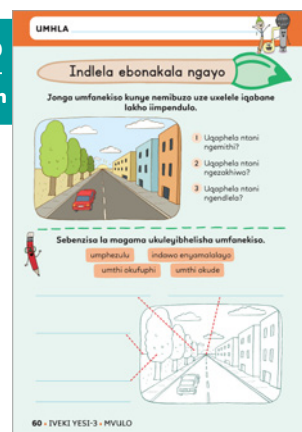 UMHLA
Indlela ebonakala ngayo
Jonga umfanekiso kunye nemibuzo uze uxelele iqabane
lakho iimpendulo.
1 Uqaphela ntoni
ngemithi?
2 Uqaphela ntoni
ngezakhiwo?
3 Uqaphela ntoni
ngendlela?
Sebenzisa la magama ukuleyibhelisha umfanekiso.
umphezulu
indawo enyamalalayo
umthi okufuphi
umthi okude
60 • IVEKI YESI-3 • MVULO